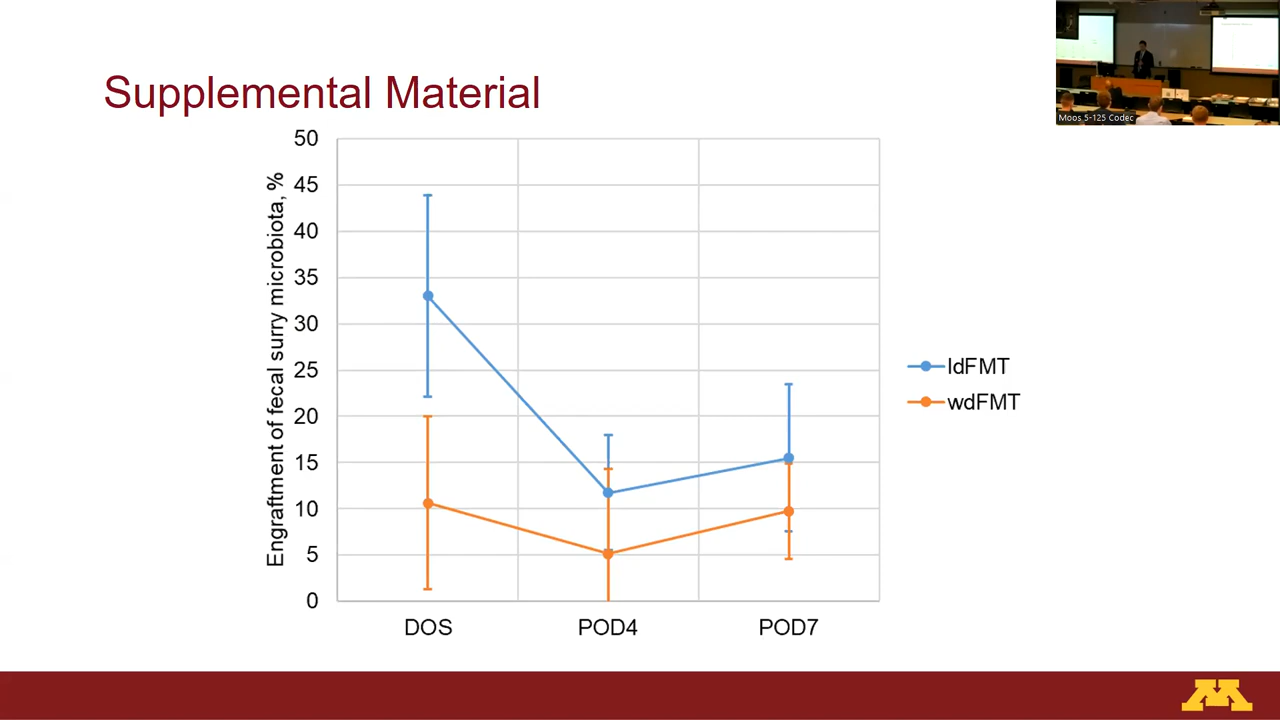 Supplemental Material
Moos 5-125 Codec
Engraftment of fecal surry microbiota, %
50
45
40
35
30
25
20
15
10
5
0
DOS POD4 POD7
ldFMT
wdFMT
M